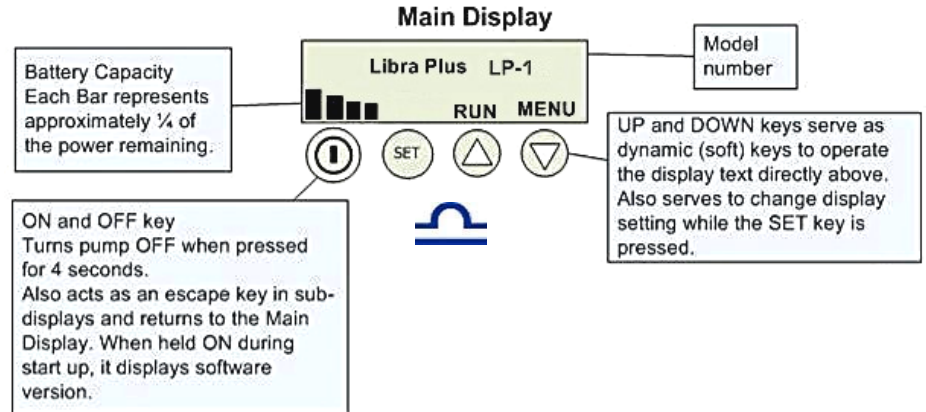 Main Display
Battery Capacity
Each Bar represents
approximately ¼ of
the power remaining.
Libra Plus LP-1
RUN MENU
Model
number
SET
UP and DOWN keys serve as
dynamic (soft) keys to operate
the display text directly above.
Also serves to change display
setting while the SET key is
pressed.
ON and OFF key
Turns pump OFF when pressed
for 4 seconds.
Also acts as an escape key in sub-
displays and returns to the Main
Display. When held ON during
start up, it displays software
version.